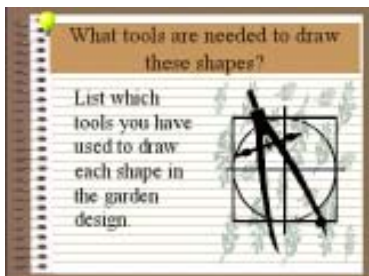 What tools are needed to draw
these shapes?
List which
tools you have
used to draw
each shape in
the garden
design.